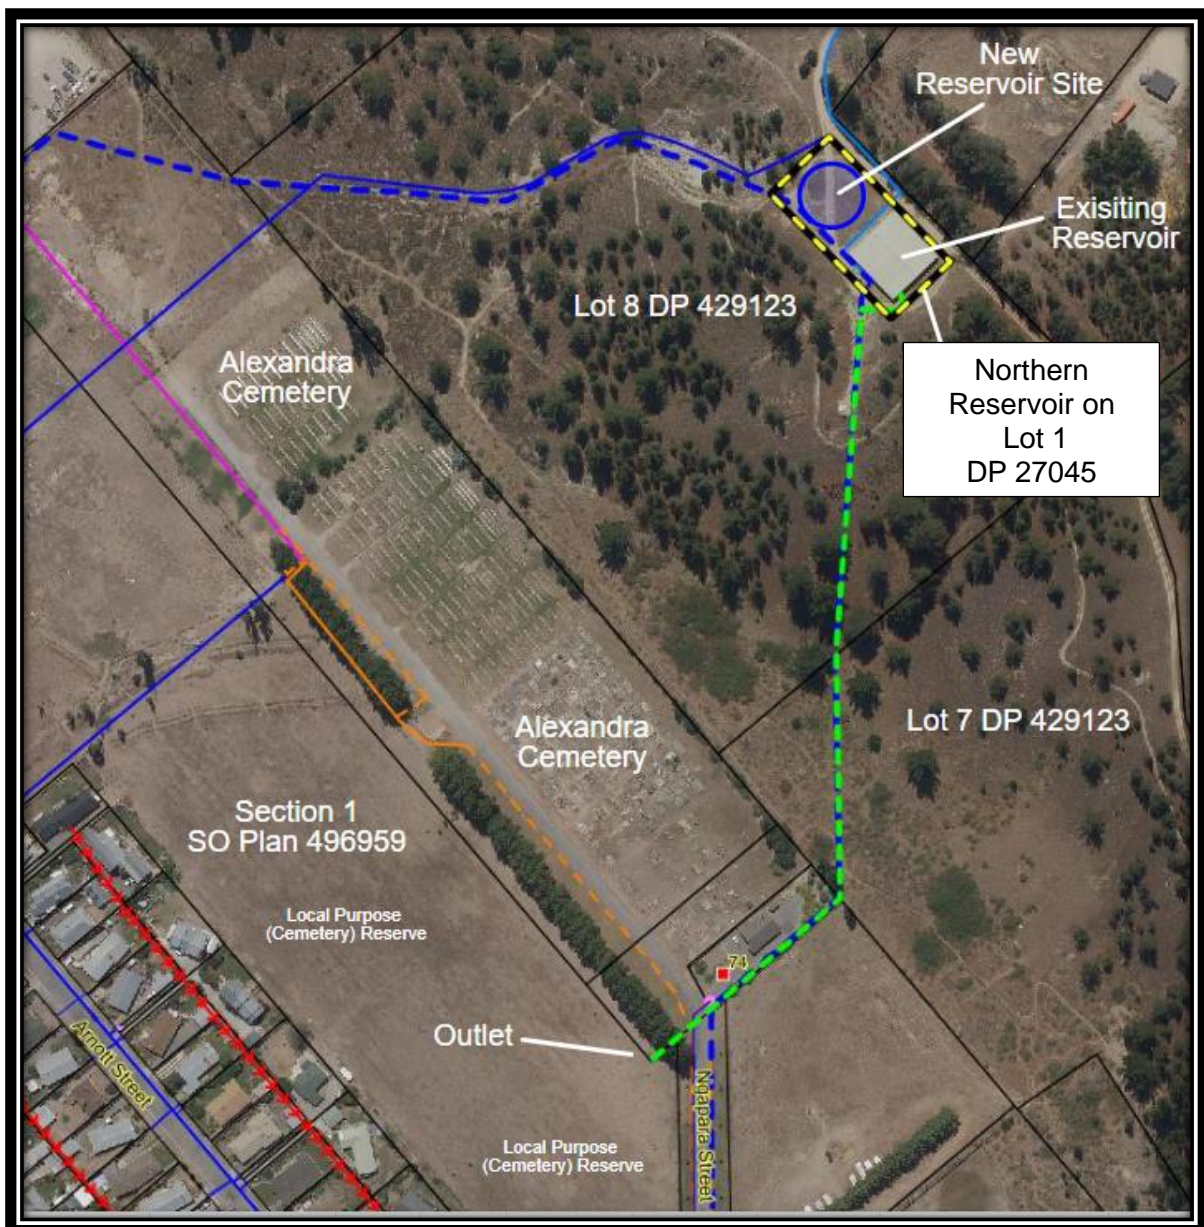 New
Reservoir Site
Exisiting
Reservoir
Lot 8 DP 429123
Northern
Reservoir on
Lot 1
DP 27045
Alexandra
Cemetery
Lot 7 DP 429123
Alexandra
Cemetery
Section 1
SO Plan 496959
Local Purpose
(Cemetery) Reserve
74
Outlet
Arnott Street
Ngapara Street
Local Purpose
(Cemetery) Reserve